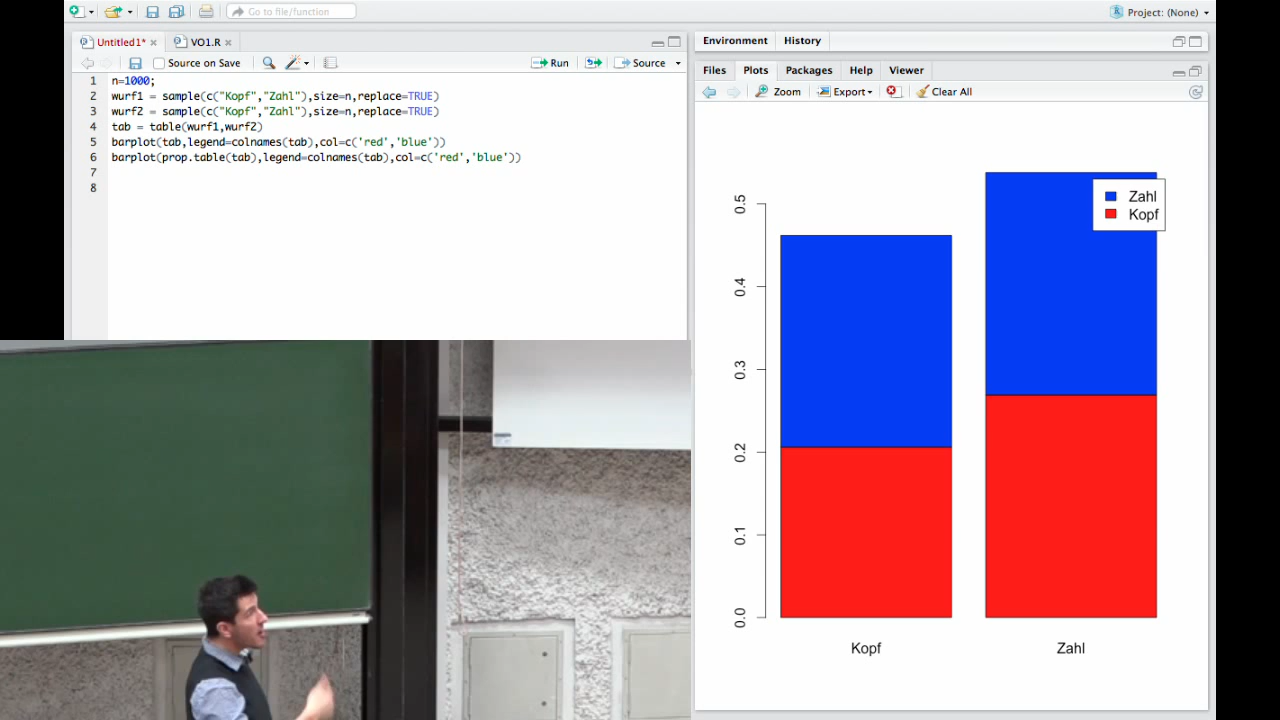 Go to file/function
Project: (None)
Untitled1*
VO1.R
Source on Save
Run
Source
1 n=1000;
2 wurf1 = sample(c("Kopf","Zahl"),size=n,replace=TRUE)
3 wurf2 = sample(c("Kopf","Zahl"),size=n,replace=TRUE)
4 tab = table(wurf1,wurf2)
5 barplot(tab,legend=colnames(tab),col=c('red','blue'))
6 barplot(prop.table(tab),legend=colnames(tab),col=c('red','blue'))
7
8
Environment History
Files Plots Packages Help Viewer
Zoom Export Clear All
Zahl
Kopf
0.5
0.4
0.3
0.2
0.1
0.0
Kopf Zahl